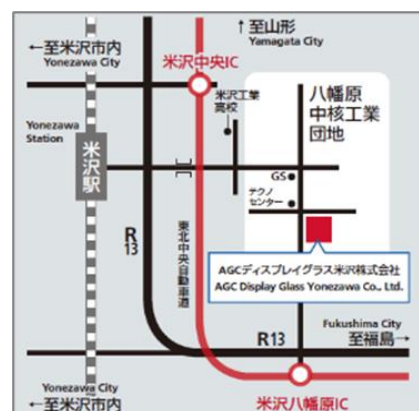 ↑至山形
Yamagata City
←至米沢市内
Yonezawa City
米沢中央IC
米沢工業
高校
八幡原
中核工業
団地
Yonezawa
Station
米沢駅
GS
テクノ
センター
R
13
東北中央自動車道
AGCディスプレイグラス米沢株式会社
AGC Display Glass Yonezawa Co., Ltd.
Fukushima City
R13
至福島→
Yonezawa City
←至米沢市内
米沢八幡原IC